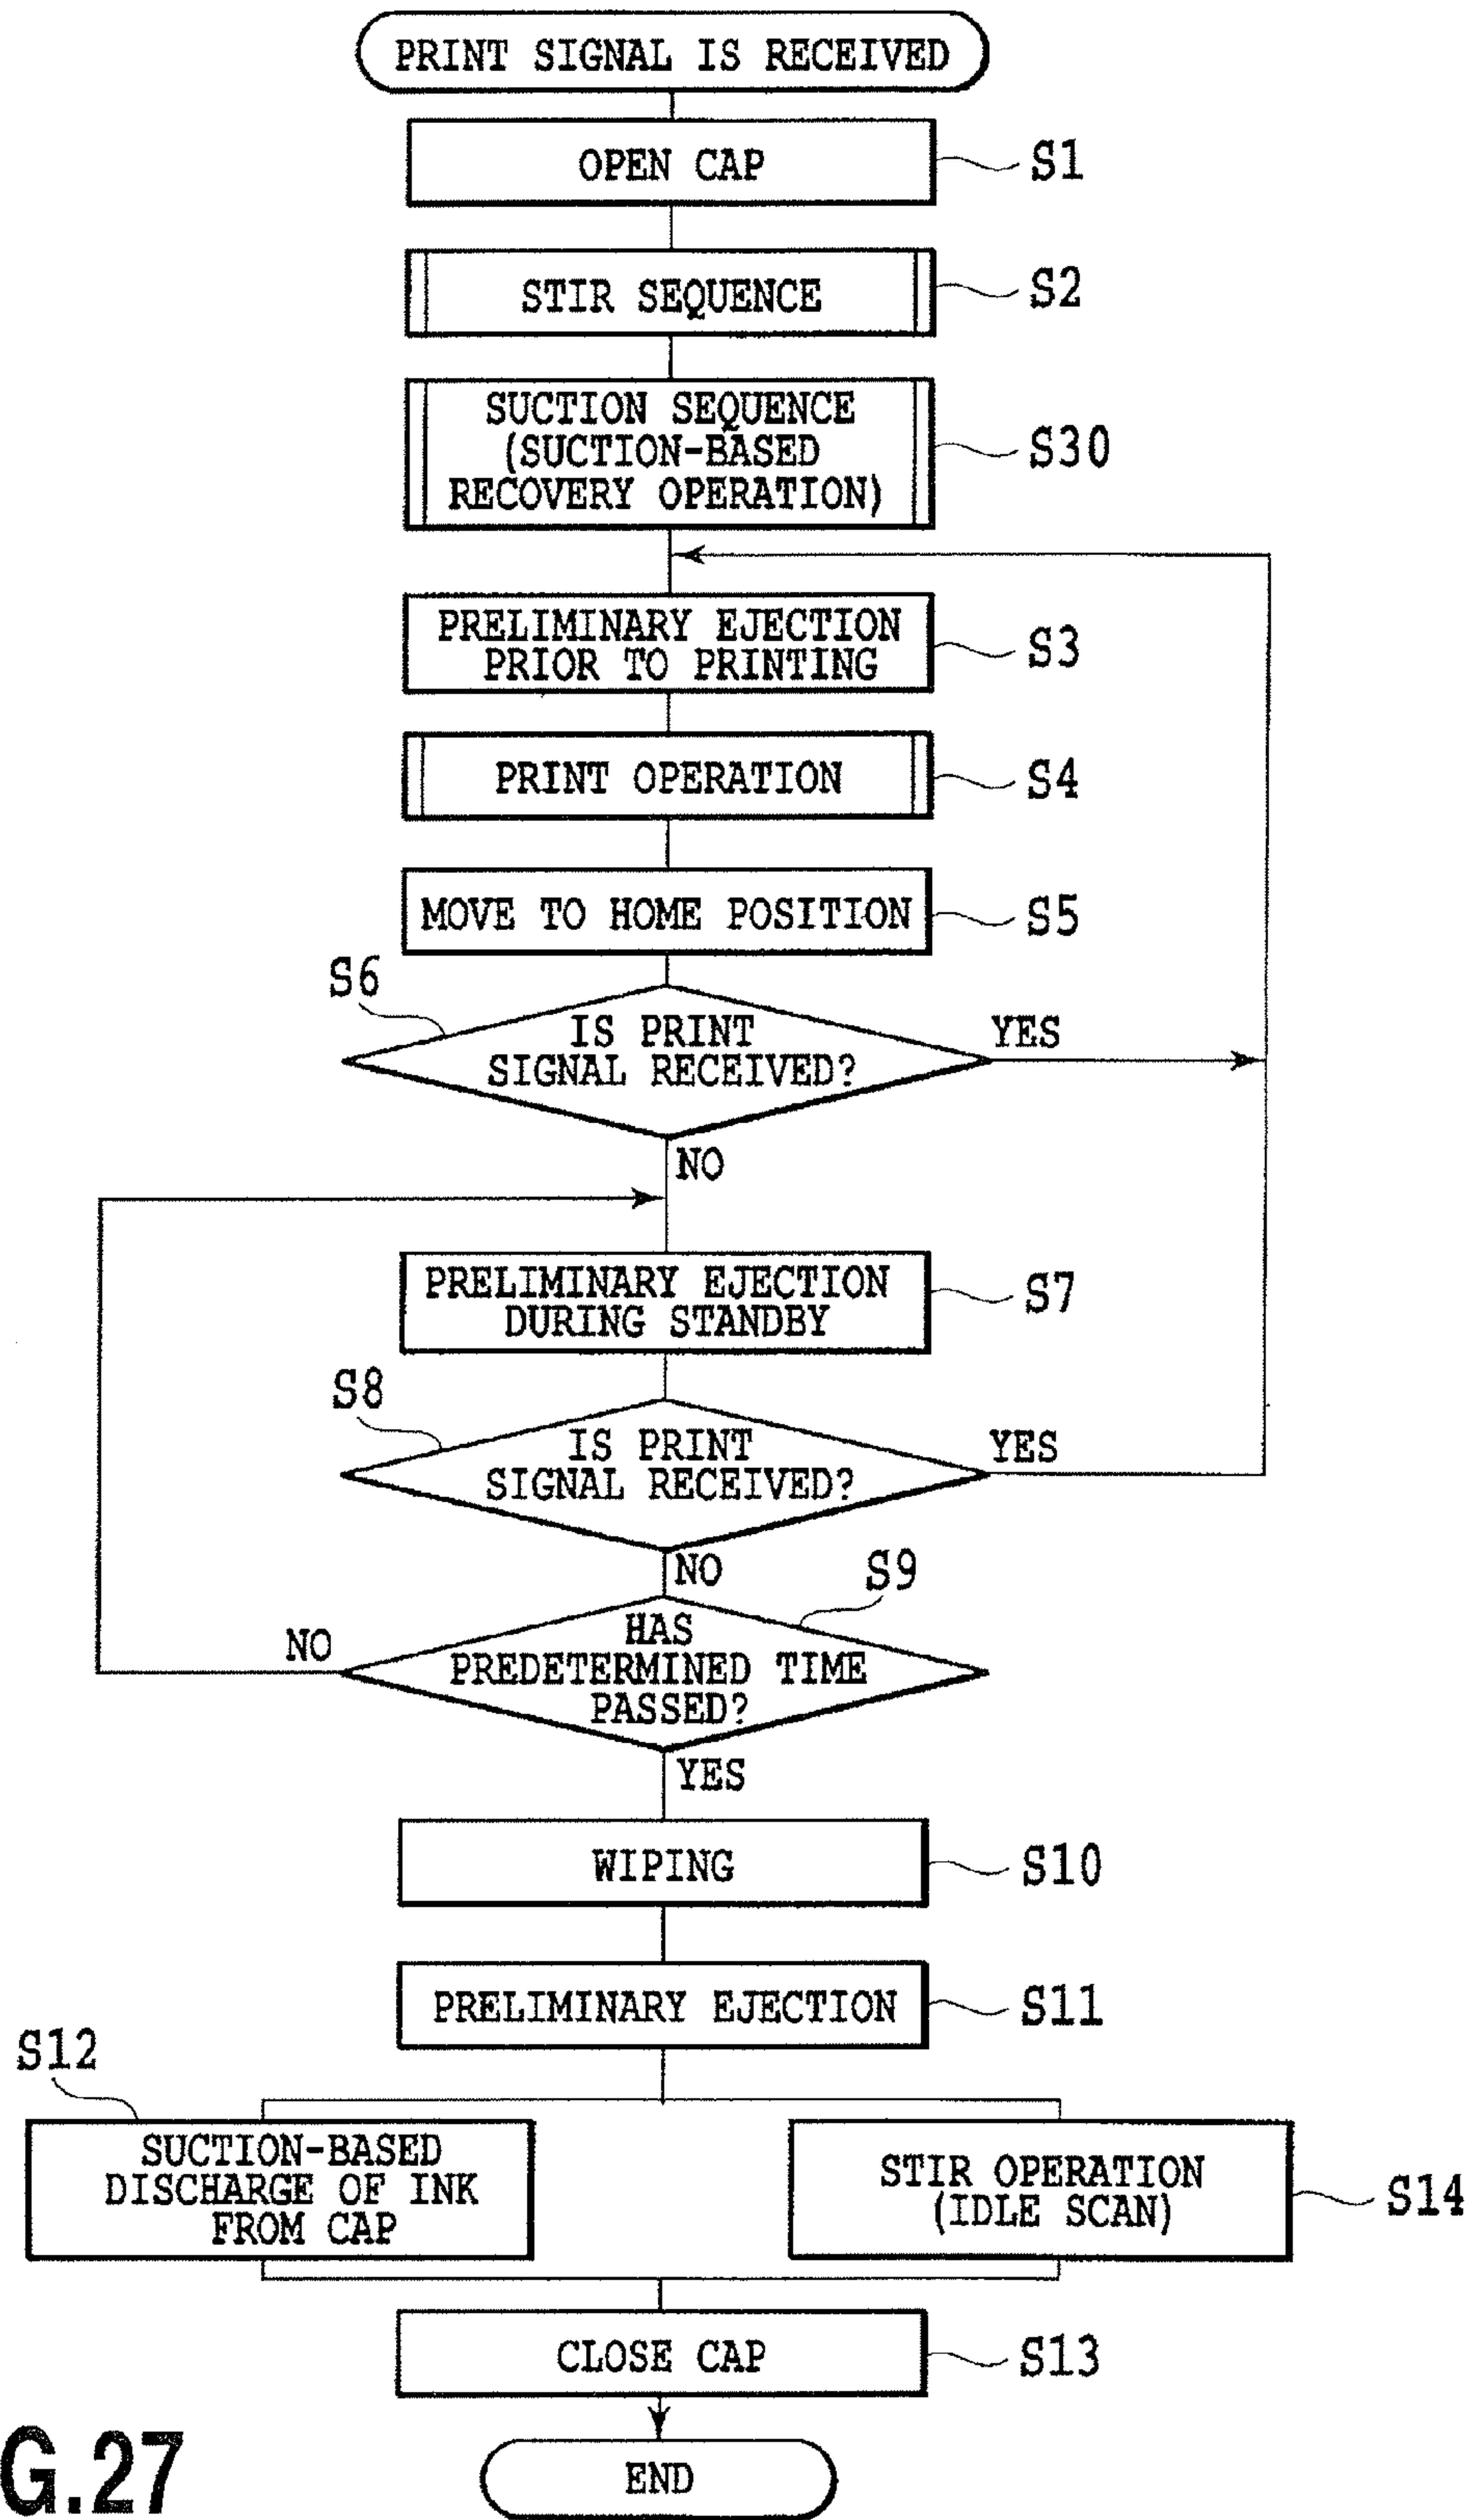 PRINT SIGNAL IS RECEIVED
OPEN CAP
S1
STIR SEQUENCE
S2
SUCTION SEQUENCE
(SUCTION-BASED
RECOVERY OPERATION)
S30
PRELIMINARY EJECTION
PRIOR TO PRINTING
S3
PRINT OPERATION
S4
MOVE TO HOME POSITION
S5
S6
IS PRINT
SIGNAL RECEIVED?
YES
NO
PRELIMINARY EJECTION
DURING STANDBY
S7
S8
IS PRINT
SIGNAL RECEIVED?
YES
NO
S9
HAS
PREDETERMINED TIME
PASSED?
NO
YES
WIPING
S10
PRELIMINARY EJECTION
S11
S12
SUCTION-BASED
DISCHARGE OF INK
FROM CAP
STIR OPERATION
(IDLE SCAN)
S14
CLOSE CAP
S13
END
G.27